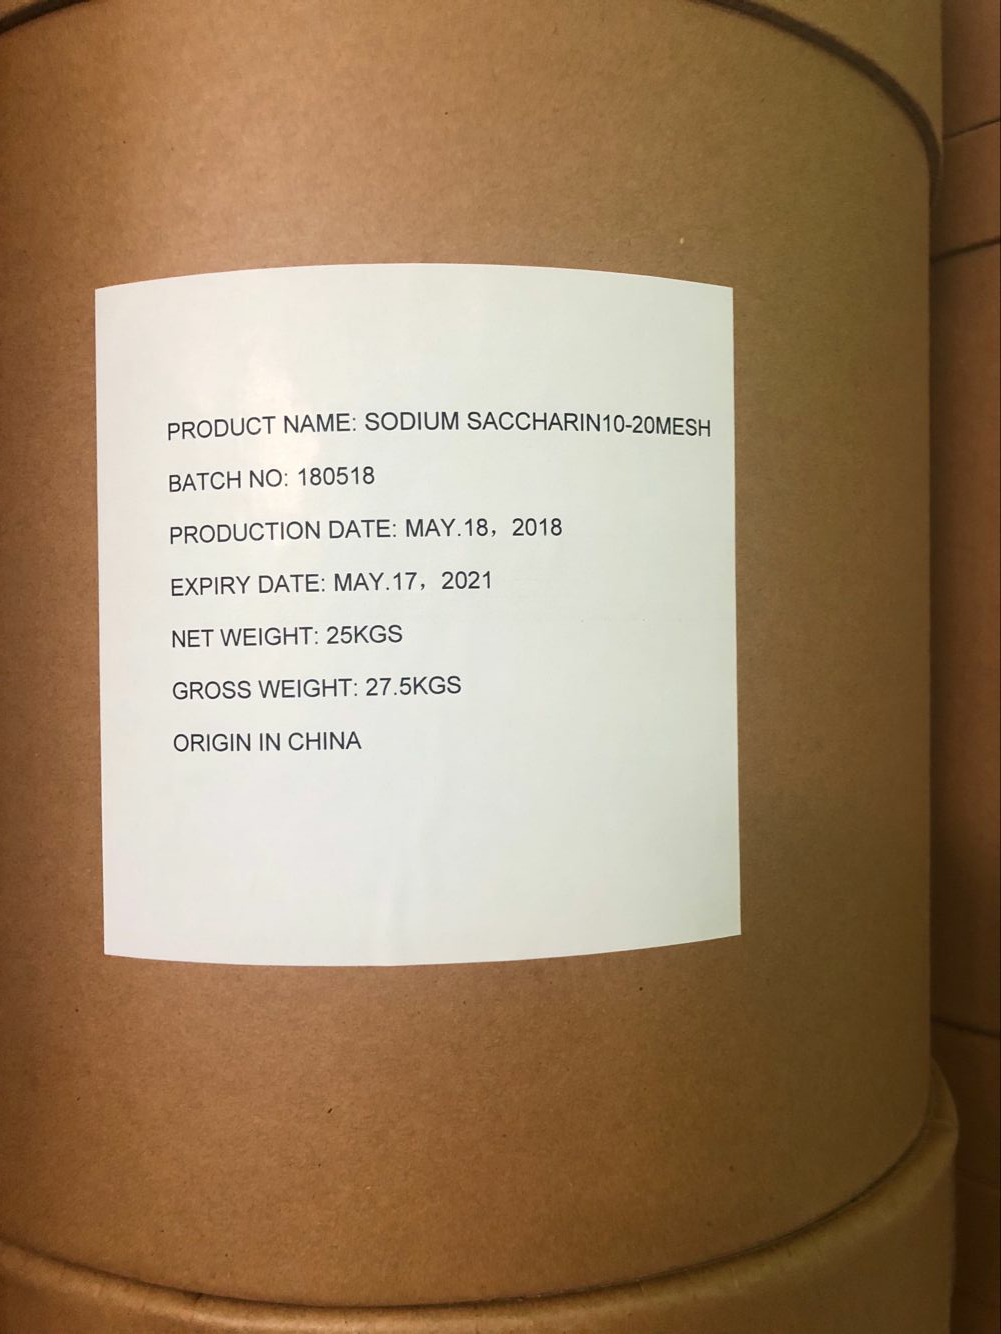 PRODUCT NAME: SODIUM SACCHARIN10-20MESH
BATCH NO: 180518
PRODUCTION DATE: MAY.18，2018
EXPIRY DATE: MAY.17，2021
NET WEIGHT: 25KGS
GROSS WEIGHT: 27.5KGS
ORIGIN IN CHINA